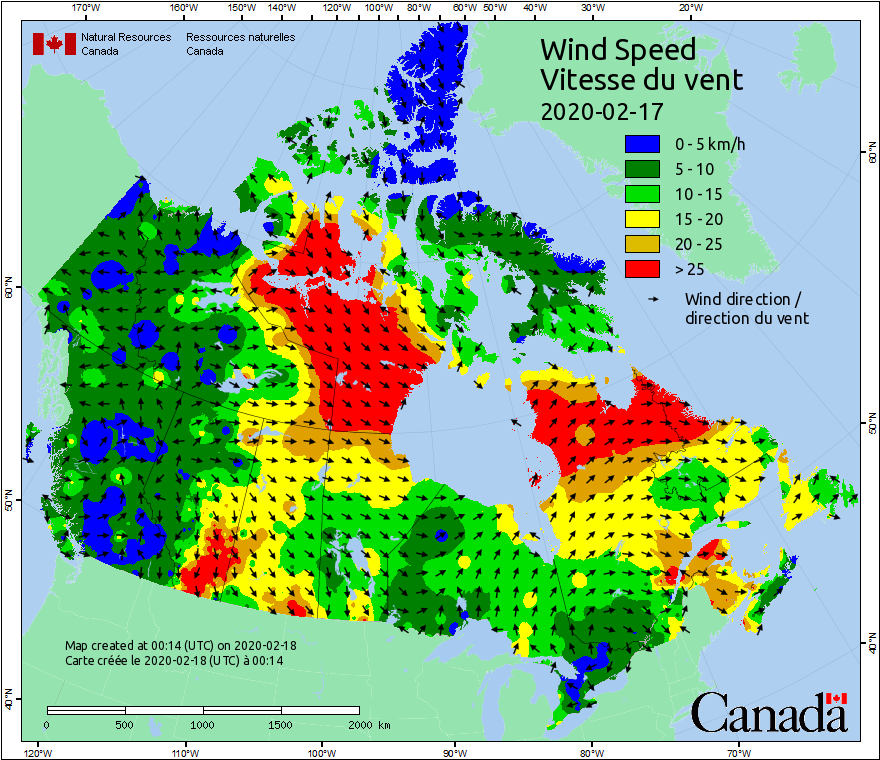 170°W 160°W 150°W 140°W 120°W 100°W 80°W 60°W 50°W 40°W 30°W 20°W
Natural Resources Ressources naturelles
Canada Canada
Wind Speed
Vitesse du vent
2020-02-17
0 - 5 km/h
5 - 10
10 - 15
15 - 20
20 - 25
> 25
Wind direction /
direction du vent
60°N
60°N
50°N
50°N
40°N
40°N
Map created at 00:14 (UTC) on 2020-02-18
Carte créée le 2020-02-18 (UTC) à 00:14
0 500 1000 1500 2000 km
Canada
120°W 110°W 100°W 90°W 80°W 70°W